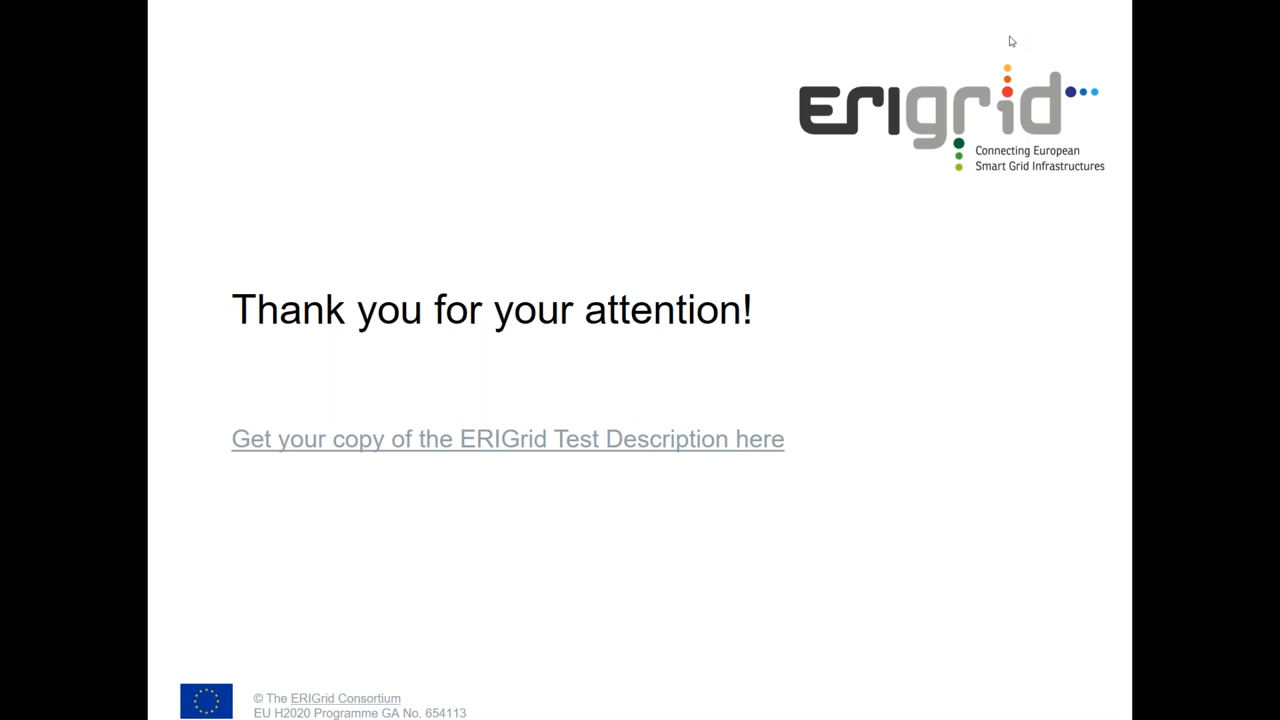 ERIgrid
Connecting European
Smart Grid Infrastructures
Thank you for your attention!
Get your copy of the ERIGrid Test Description here
© The ERIGrid Consortium
EU H2020 Programme GA No. 654113